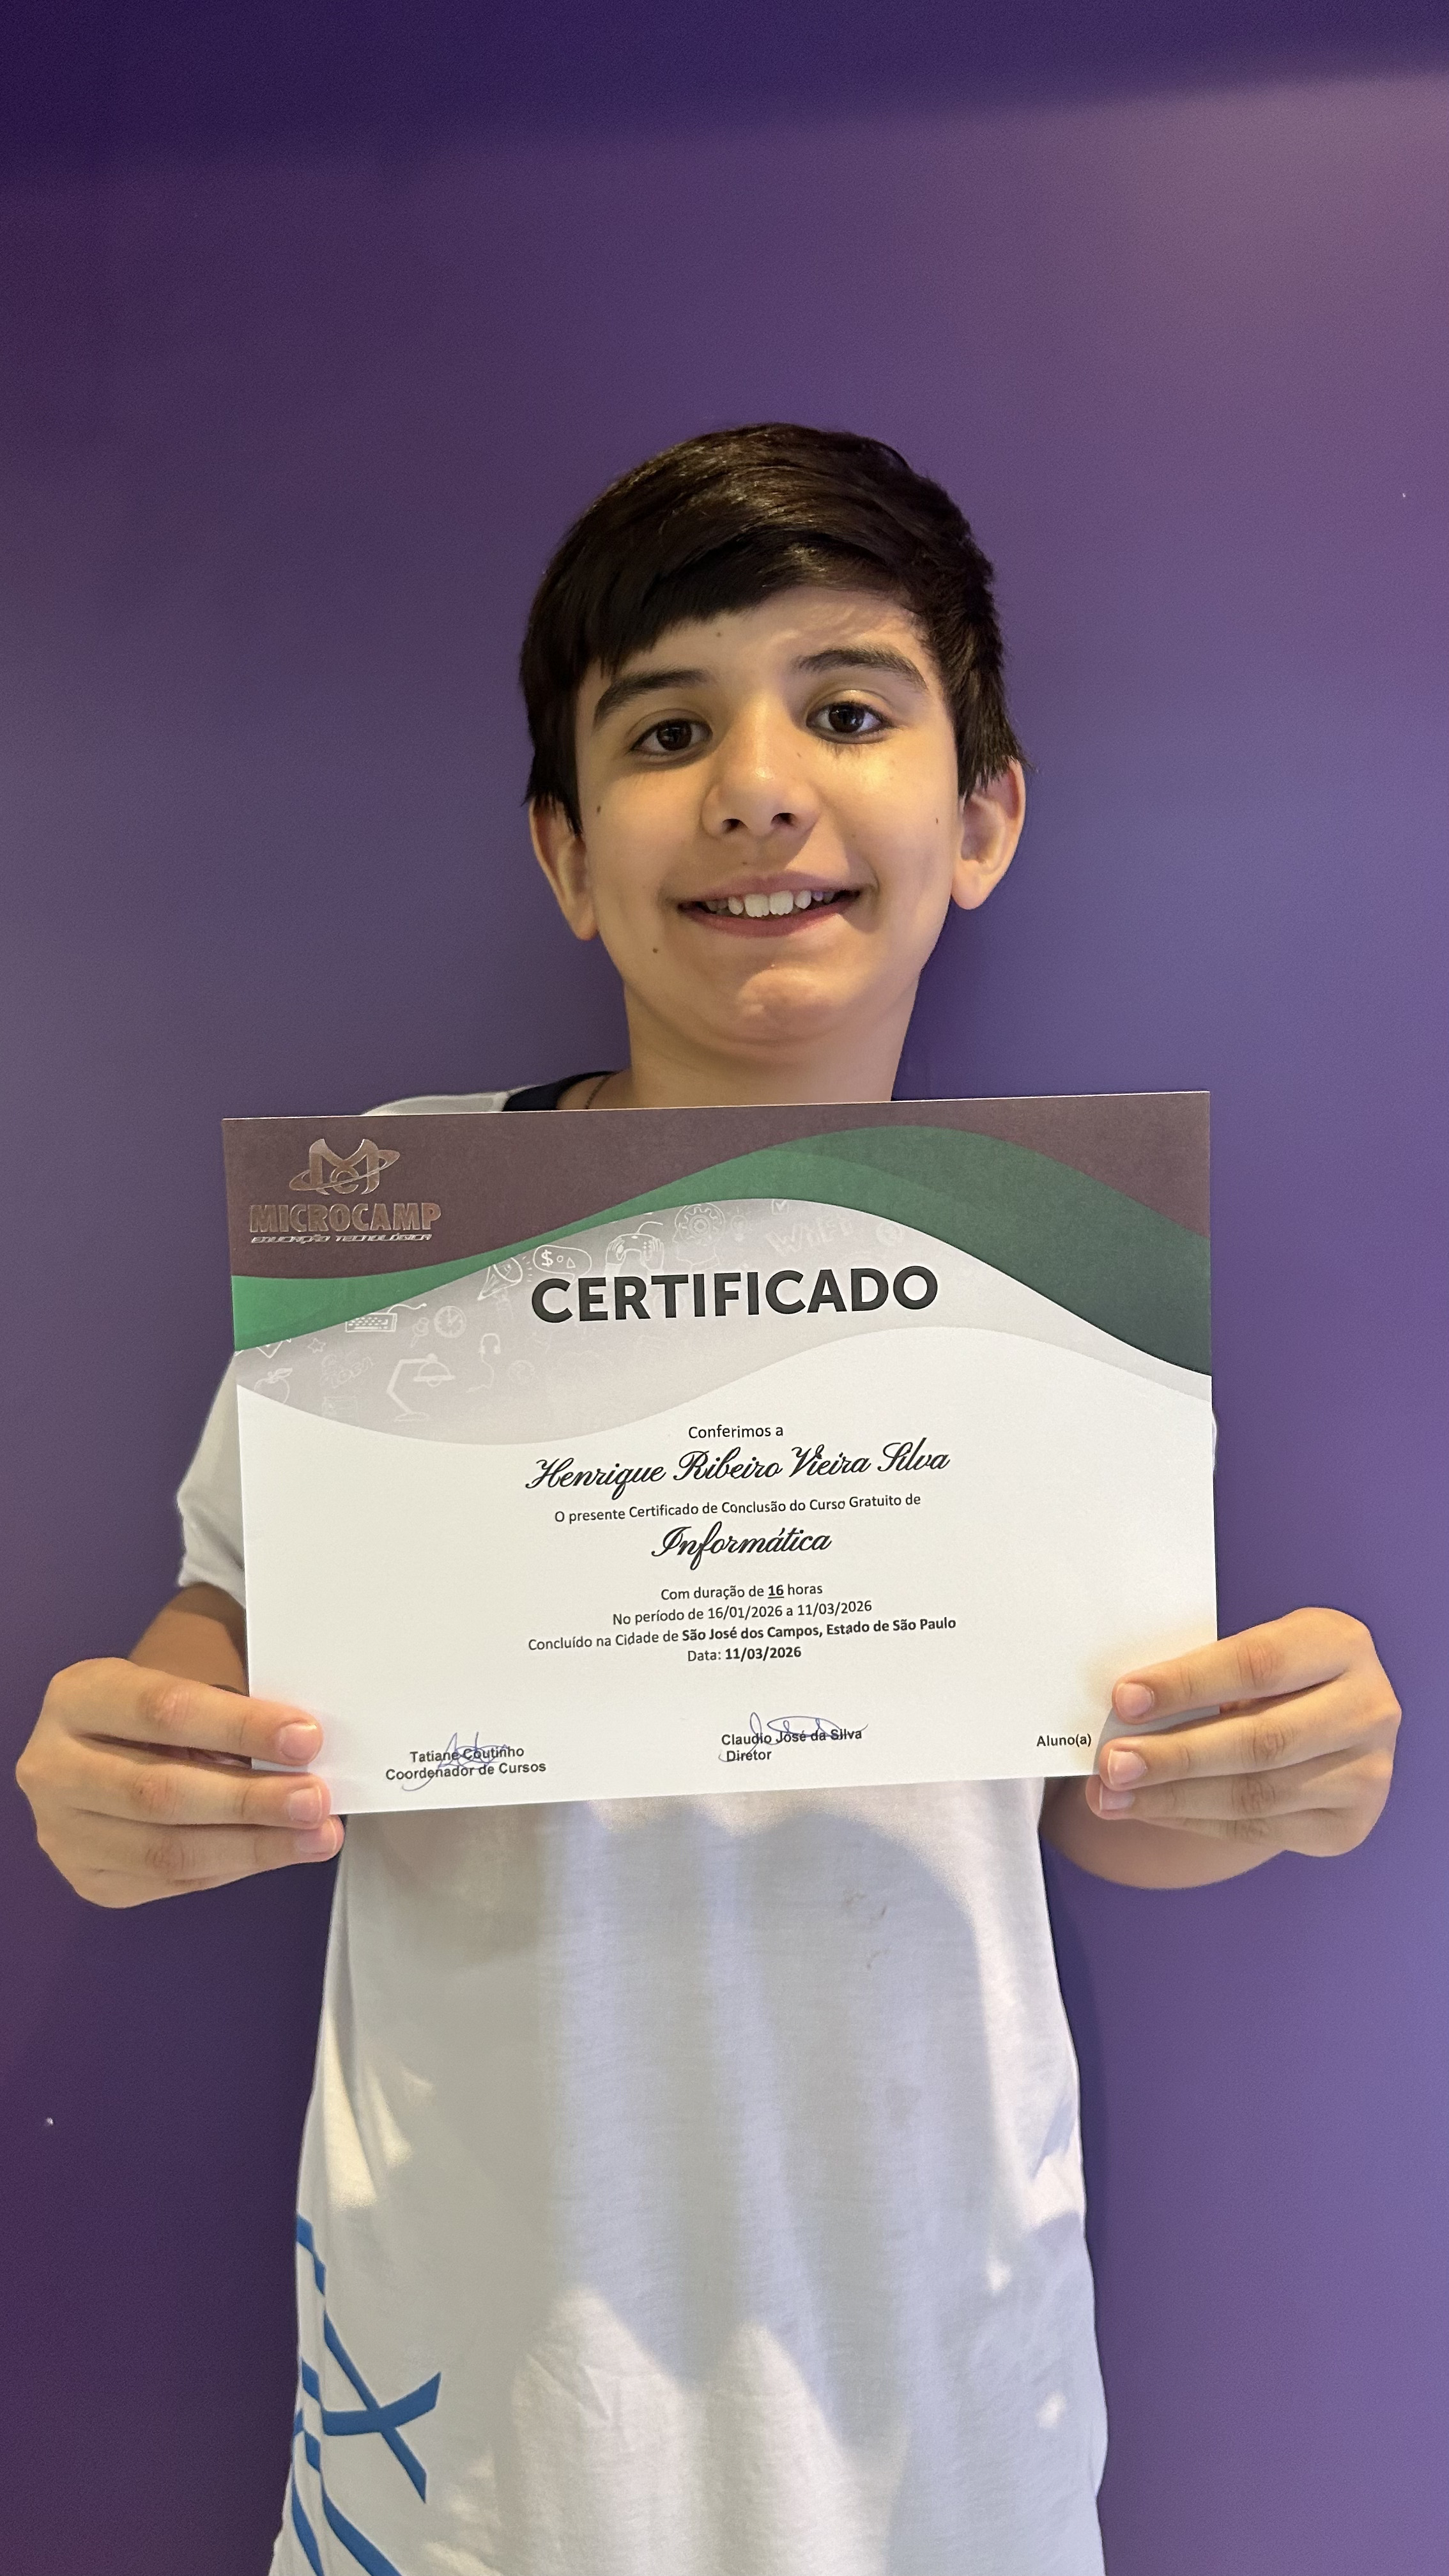 MICROCAMP
EDUCAÇÃO TECNOLÓGICA
CERTIFICADO
Conferimos a
Henrique Ribeiro Vieira Silva
O presente Certificado de Conclusão do Curso Gratuito de
Informática
Com duração de 16 horas
No período de 16/01/2026 a 11/03/2026
Concluído na Cidade de São José dos Campos, Estado de São Paulo
Data: 11/03/2026
Tatiane Coutinho
Coordenador de Cursos
Claudio José da Silva
Diretor
Aluno(a)